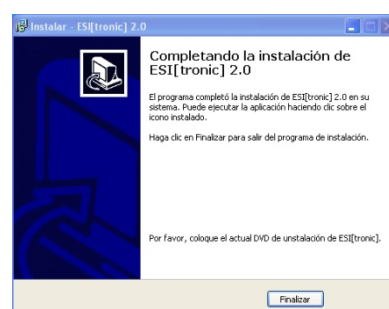 Instalar - ESI[tronic] 2.0
Completando la instalación de
ESI[tronic] 2.0
El programa completó la instalación de ESI[tronic] 2.0 en su
sistema. Puede ejecutar la aplicación haciendo clic sobre el
icono instalado.
Haga clic en Finalizar para salir del programa de instalación.
Por favor, coloque el actual DVD de unstalación de ESI[tronic].
Finalizar